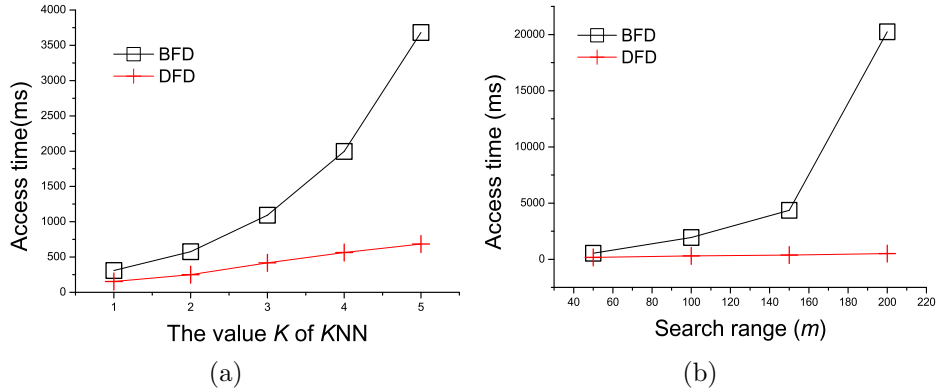 4000
3500
3000
2500
2000
1500
1000
500
0
BFD
DFD
Access time(ms)
1
2
3
4
5
The value K of KNN
(a)
20000
15000
10000
5000
0
BFD
DFD
Access time (ms)
40
60
80
100
120
140
160
180
200
220
Search range (m)
(b)